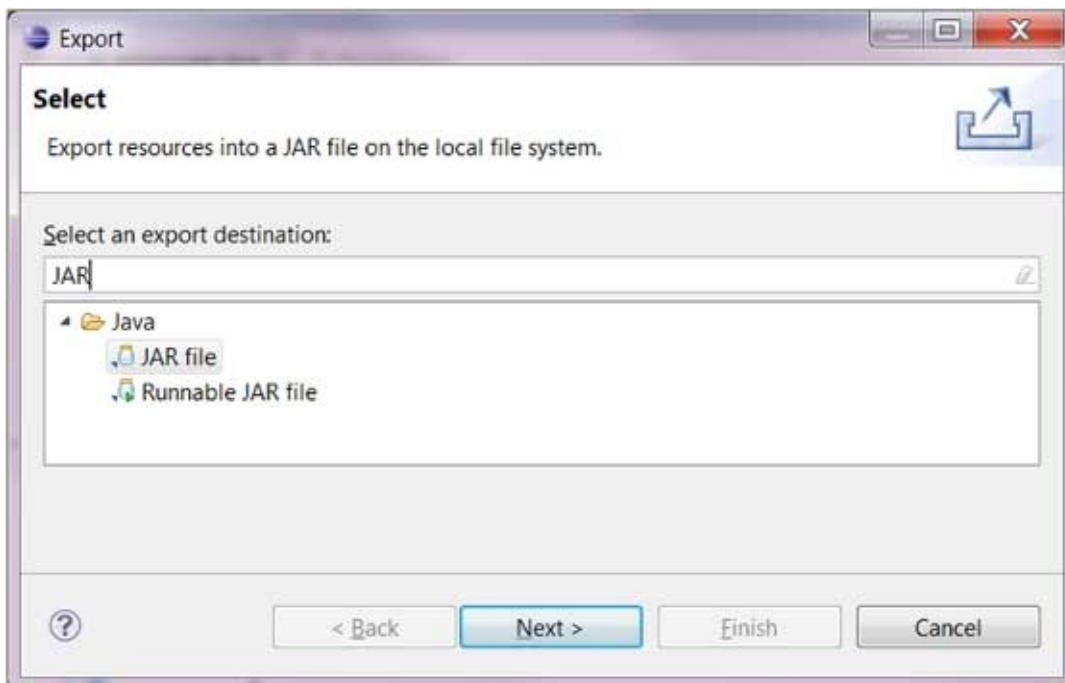 Export
Select
Export resources into a JAR file on the local file system.
Select an export destination:
JAR
Java
JAR file
Runnable JAR file
?
< Back
Next >
Finish
Cancel